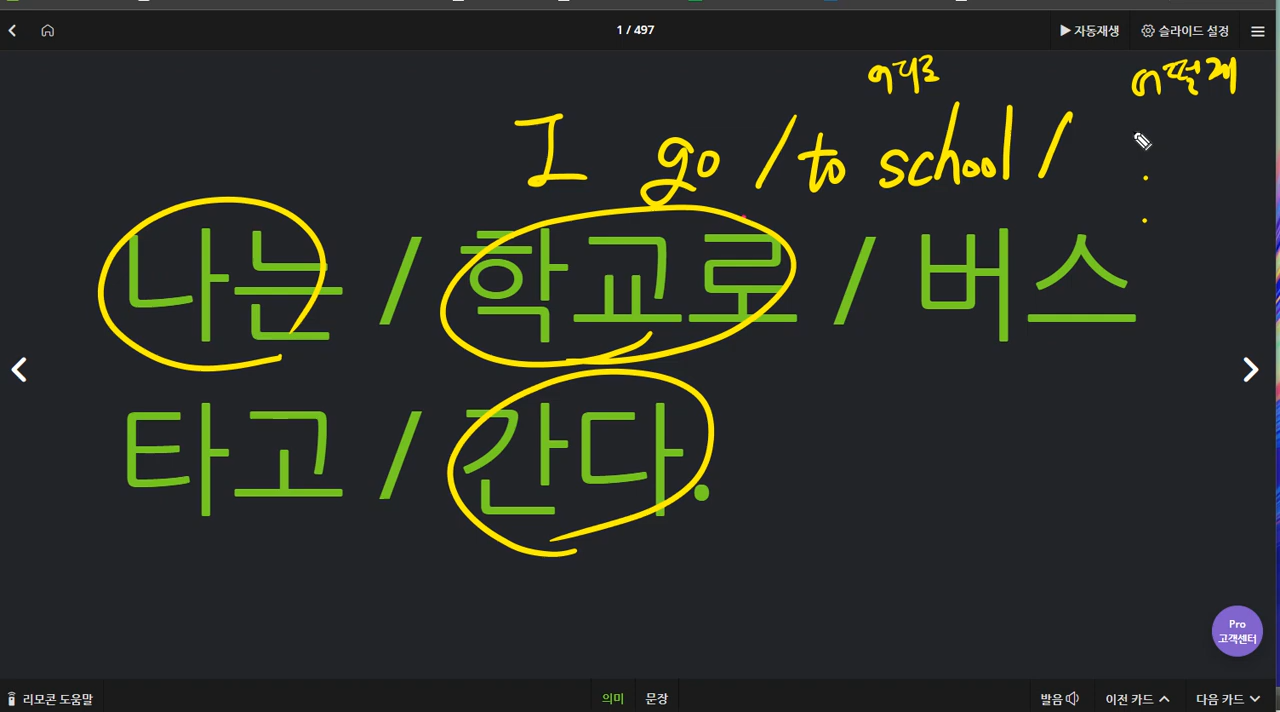 1 / 497
자동재생
슬라이드 설정
어디로
어떻게
I go / to school /
나는 / 학교로 / 버스
타고 / 간다.
Pro
고객센터
리모콘 도움말
의미
문장
발음
이전 카드
다음 카드